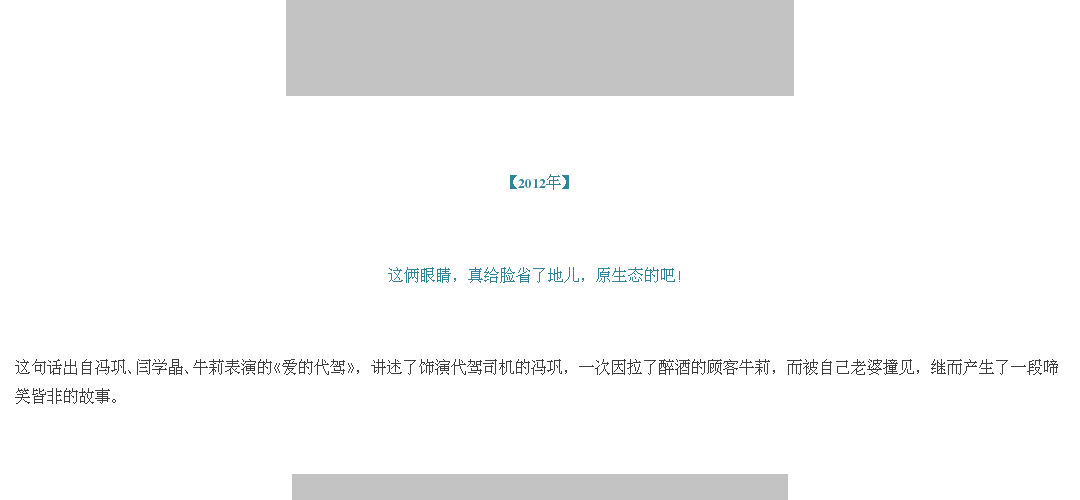 【2012年】
这俩眼睛，真给脸省了地儿，原生态的吧！
这句话出自冯巩、闫学晶、牛莉表演的《爱的代驾》，讲述了饰演代驾司机的冯巩，一次因拉了醉酒的顾客牛莉，而被自己老婆撞见，继而产生了一段啼
笑皆非的故事。